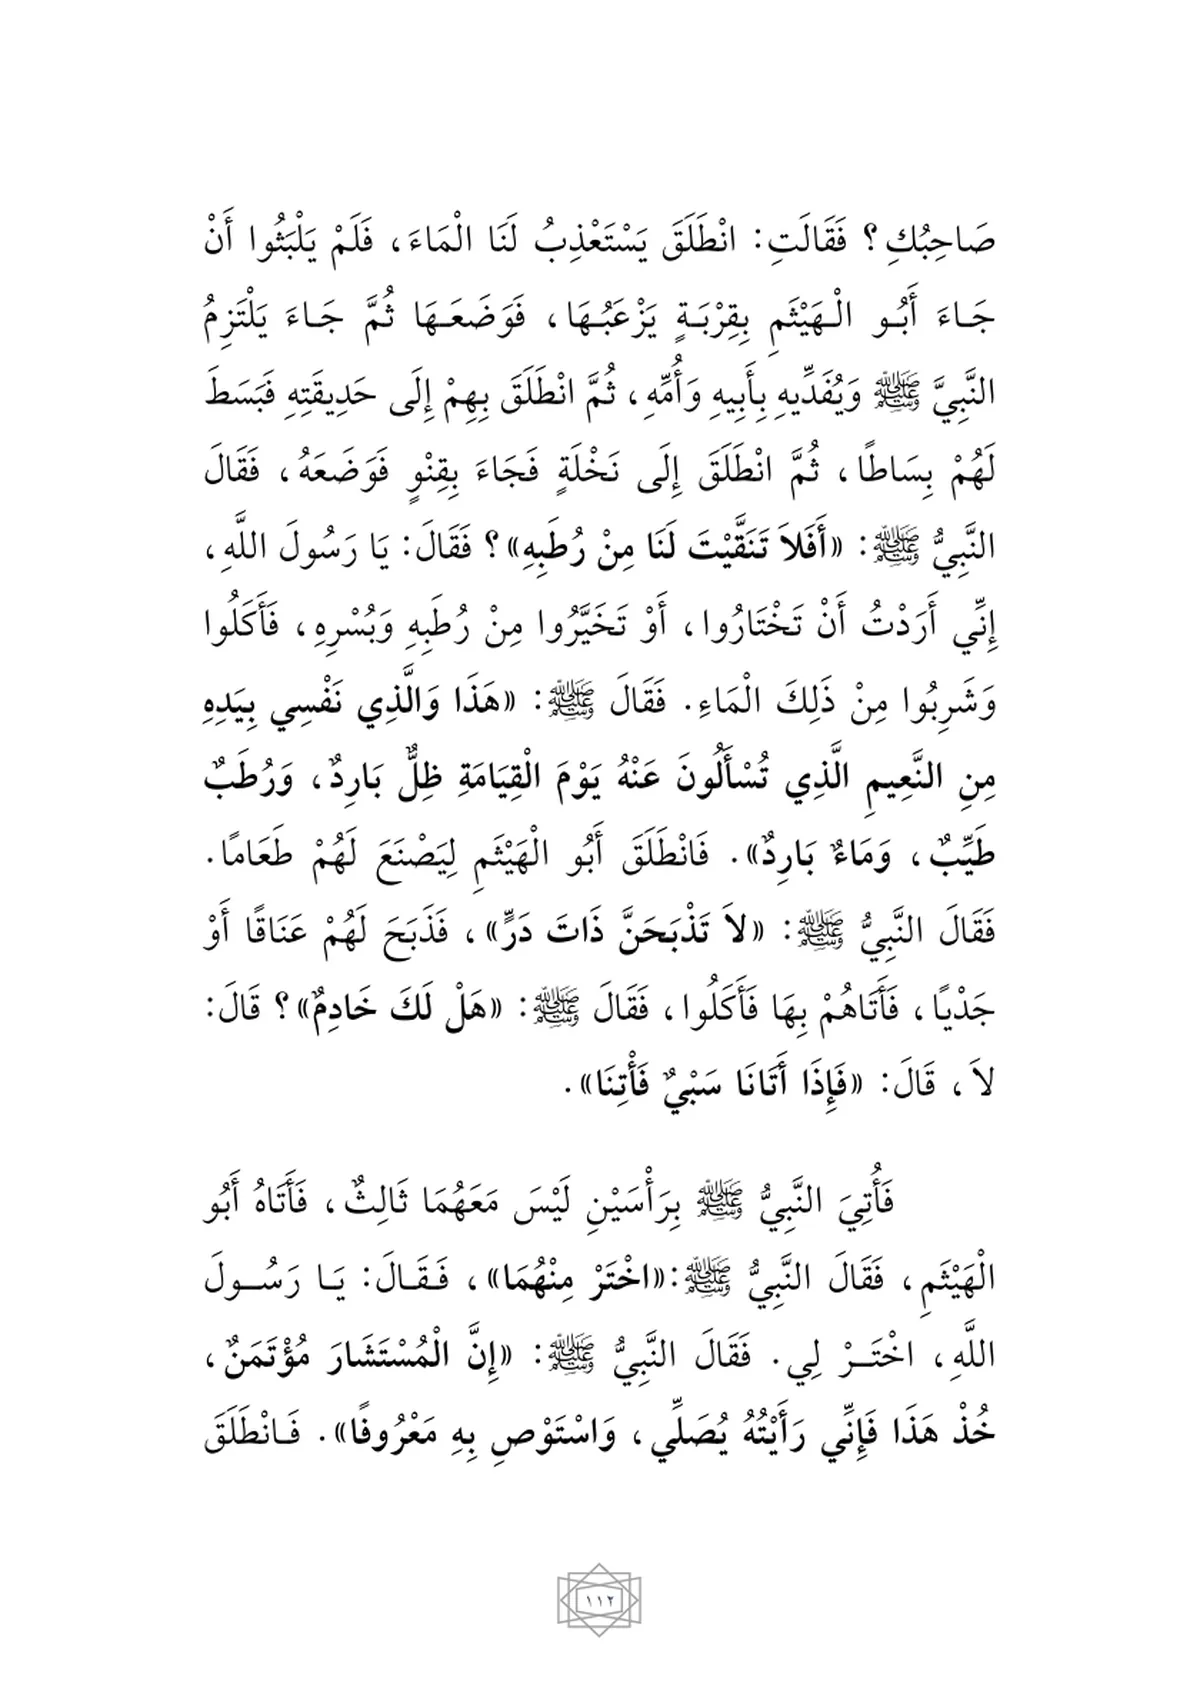 صَاحِبُكِ؟ فَقَالَتِ: انْطَلَقَ يَسْتَعْذِبُ لَنَا الْمَاءَ، فَلَمْ يَلْبَثُوا أَنْ
جَاءَ أَبُو الْهَيْثَمِ بِقِرْبَةٍ يَزْعَبُهَا، فَوَضَعَهَا ثُمَّ جَاءَ يَلْتَزِمُ
النَّبِيَّ ﷺ وَيُفَدِّيهِ بِأَبِيهِ وَأُمِّهِ، ثُمَّ انْطَلَقَ بِهِمْ إِلَى حَدِيقَتِهِ فَبَسَطَ
لَهُمْ بِسَاطًا، ثُمَّ انْطَلَقَ إِلَى نَخْلَةٍ فَجَاءَ بِقِنْوٍ فَوَضَعَهُ، فَقَالَ
النَّبِيُّ ﷺ: «أَفَلاَ تَنَقَّيْتَ لَنَا مِنْ رُطَبِهِ»؟ فَقَالَ: يَا رَسُولَ اللَّهِ،
إِنِّي أَرَدْتُ أَنْ تَخْتَارُوا، أَوْ تَخَيَّرُوا مِنْ رُطَبِهِ وَبُسْرِهِ، فَأَكَلُوا
وَشَرِبُوا مِنْ ذَلِكَ الْمَاءِ. فَقَالَ ﷺ: «هَذَا وَالَّذِي نَفْسِي بِيَدِهِ
مِنِ النَّعِيمِ الَّذِي تُسْأَلُونَ عَنْهُ يَوْمَ الْقِيَامَةِ ظِلٌّ بَارِدٌ، وَرُطَبٌ
طَيِّبٌ، وَمَاءٌ بَارِدٌ». فَانْطَلَقَ أَبُو الْهَيْثَمِ لِيَصْنَعَ لَهُمْ طَعَامًا.
فَقَالَ النَّبِيُّ ﷺ: «لاَ تَذْبَحَنَّ ذَاتَ دَرٍّ»، فَذَبَحَ لَهُمْ عَنَاقًا أَوْ
جَدْيًا، فَأَتَاهُمْ بِهَا فَأَكَلُوا، فَقَالَ ﷺ: «هَلْ لَكَ خَادِمٌ»؟ قَالَ:
لاَ، قَالَ: «فَإِذَا أَتَانَا سَبْيٌ فَأْتِنَا».
فَأُتِيَ النَّبِيُّ ﷺ بِرَأْسَيْنِ لَيْسَ مَعَهُمَا ثَالِثٌ، فَأَتَاهُ أَبُو
الْهَيْثَمِ، فَقَالَ النَّبِيُّ ﷺ:«اخْتَرْ مِنْهُمَا»، فَقَالَ: يَا رَسُولَ
اللَّهِ، اخْتَرْ لِي. فَقَالَ النَّبِيُّ ﷺ: «إِنَّ الْمُسْتَشَارَ مُؤْتَمَنٌ،
خُذْ هَذَا فَإِنِّي رَأَيْتُهُ يُصَلِّي، وَاسْتَوْصِ بِهِ مَعْرُوفًا». فَانْطَلَقَ
١١٢